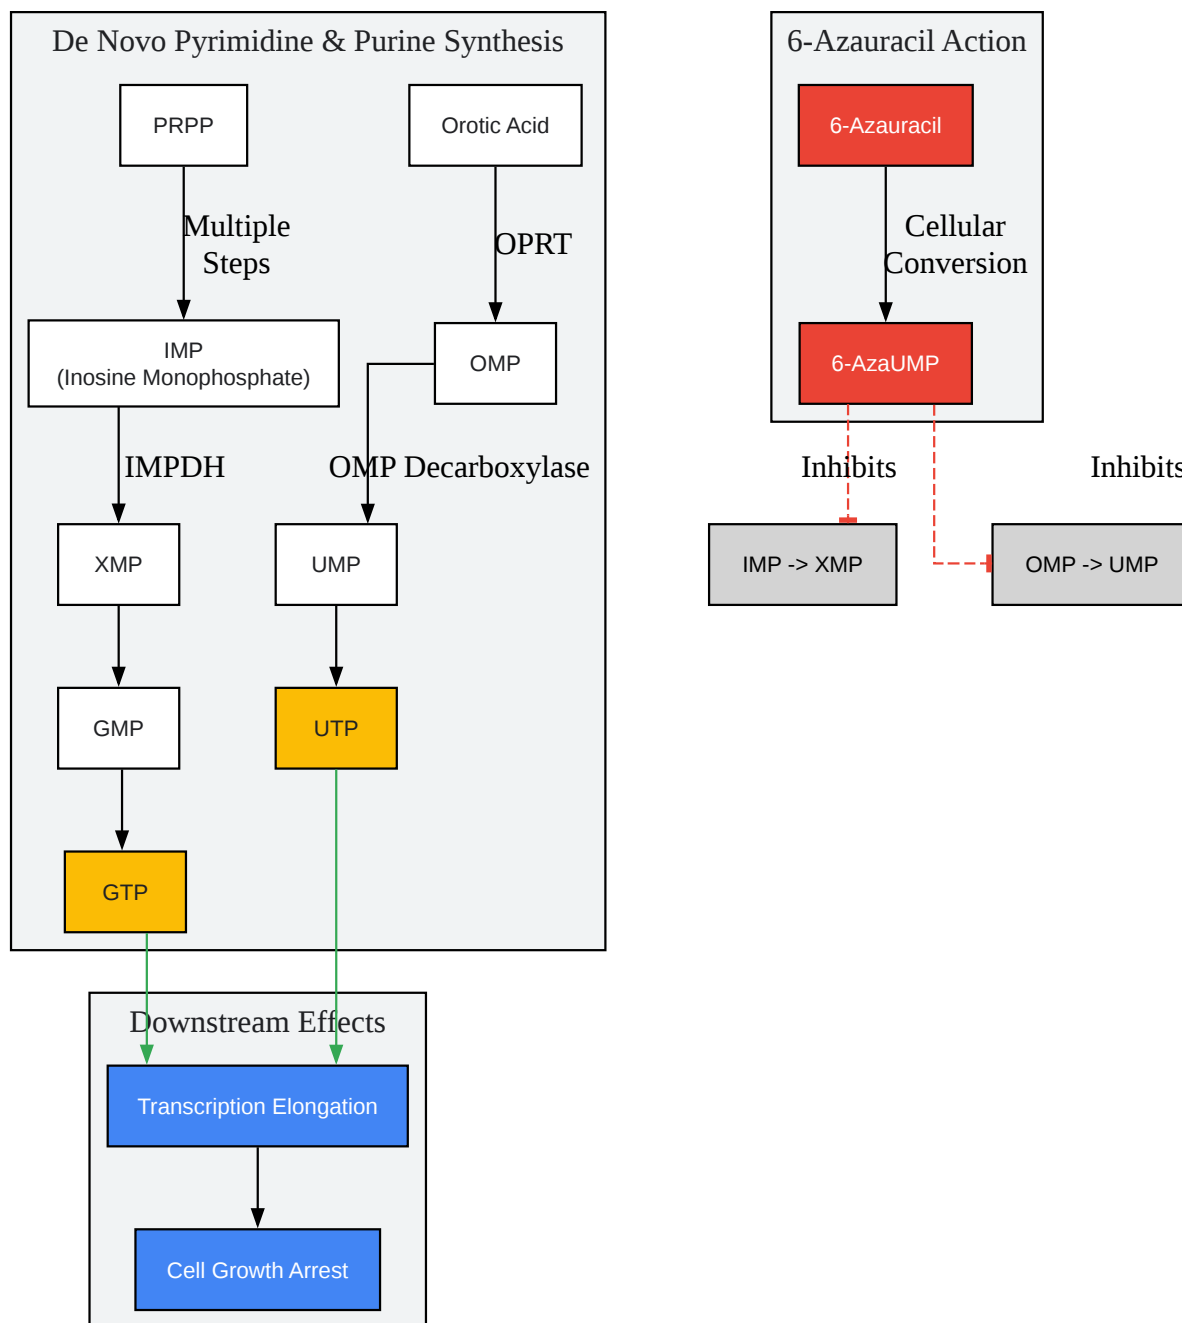 De Novo Pyrimidine & Purine Synthesis
PRPP
Orotic Acid
Multiple
Steps
OPRT
IMP
(Inosine Monophosphate)
OMP
IMPDH
OMP Decarboxylase
XMP
UMP
GMP
UTP
GTP
Downstream Effects
Transcription Elongation
Cell Growth Arrest
6-Azauracil Action
6-Azauracil
Cellular
Conversion
6-AzaUMP
Inhibits
Inhibits
IMP -> XMP
OMP -> UMP